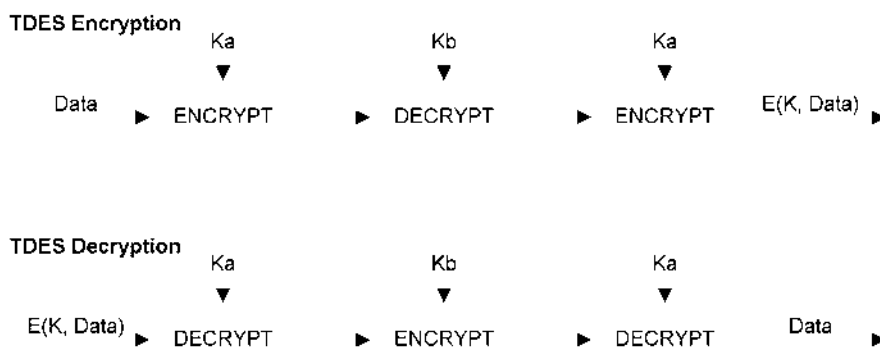 TDES Encryption
Ka Kb Ka
Data ENCRYPT DECRYPT ENCRYPT E(K, Data)
TDES Decryption
Ka Kb Ka
E(K, Data) DECRYPT ENCRYPT DECRYPT Data